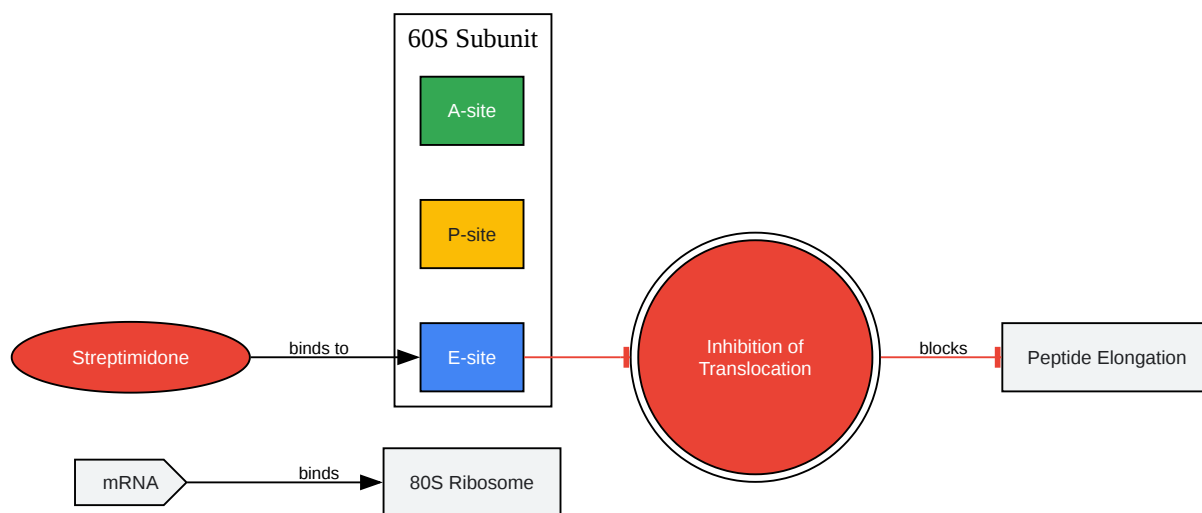 60S Subunit
A-site
P-site
Streptimidone
binds to
E-site
Inhibition of
Translocation
blocks
Peptide Elongation
mRNA
binds
80S Ribosome